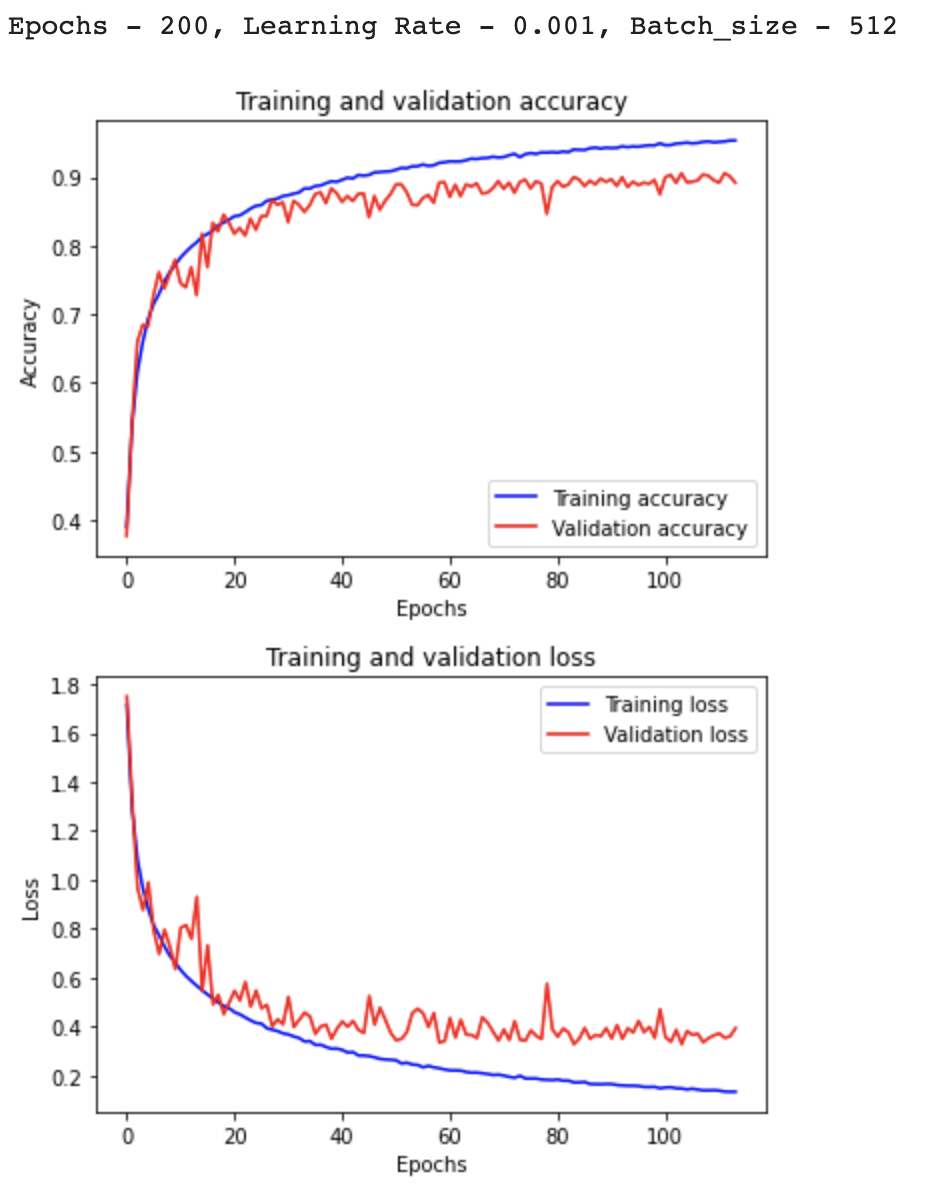 Epochs - 200, Learning Rate - 0.001, Batch_size - 512
Training and validation accuracy
0.9
0.8
0.7
0.6
0.5
0.4
Accuracy
Training accuracy
Validation accuracy
0 20 40 60 80 100
Epochs
Training and validation loss
1.8
1.6
1.4
1.2
1.0
0.8
0.6
0.4
0.2
Loss
Training loss
Validation loss
0 20 40 60 80 100
Epochs